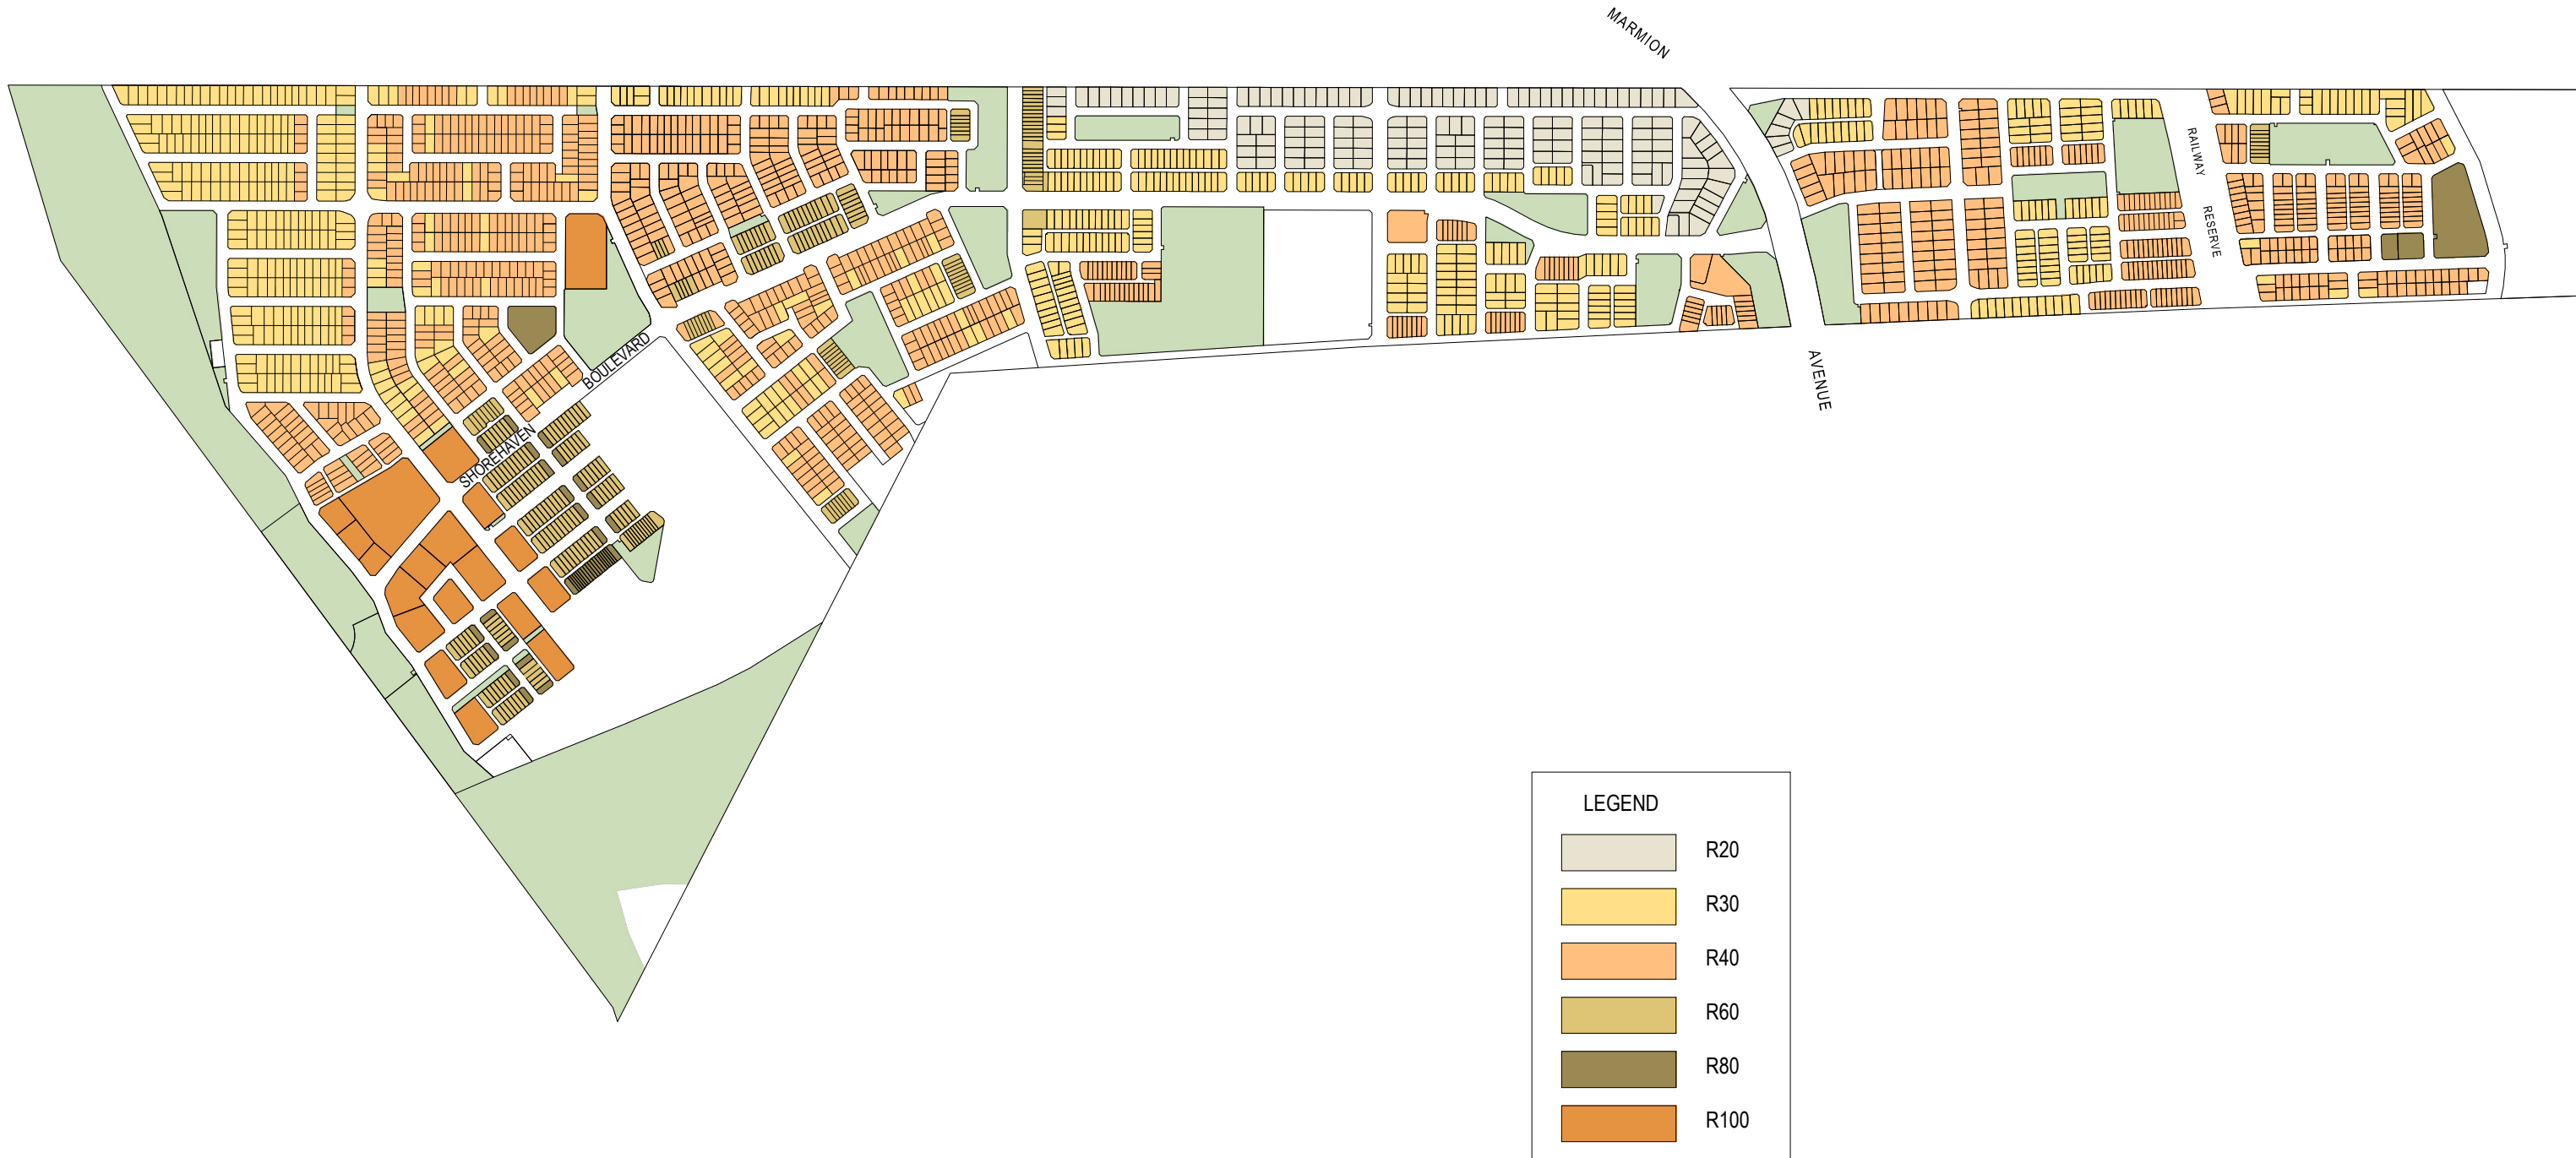 MARMION
RAILWAY
RESERVE
BOULEVARD
AVENUE
SHOREHAVEN
LEGEND
R20
R30
R40
R60
R80
R100